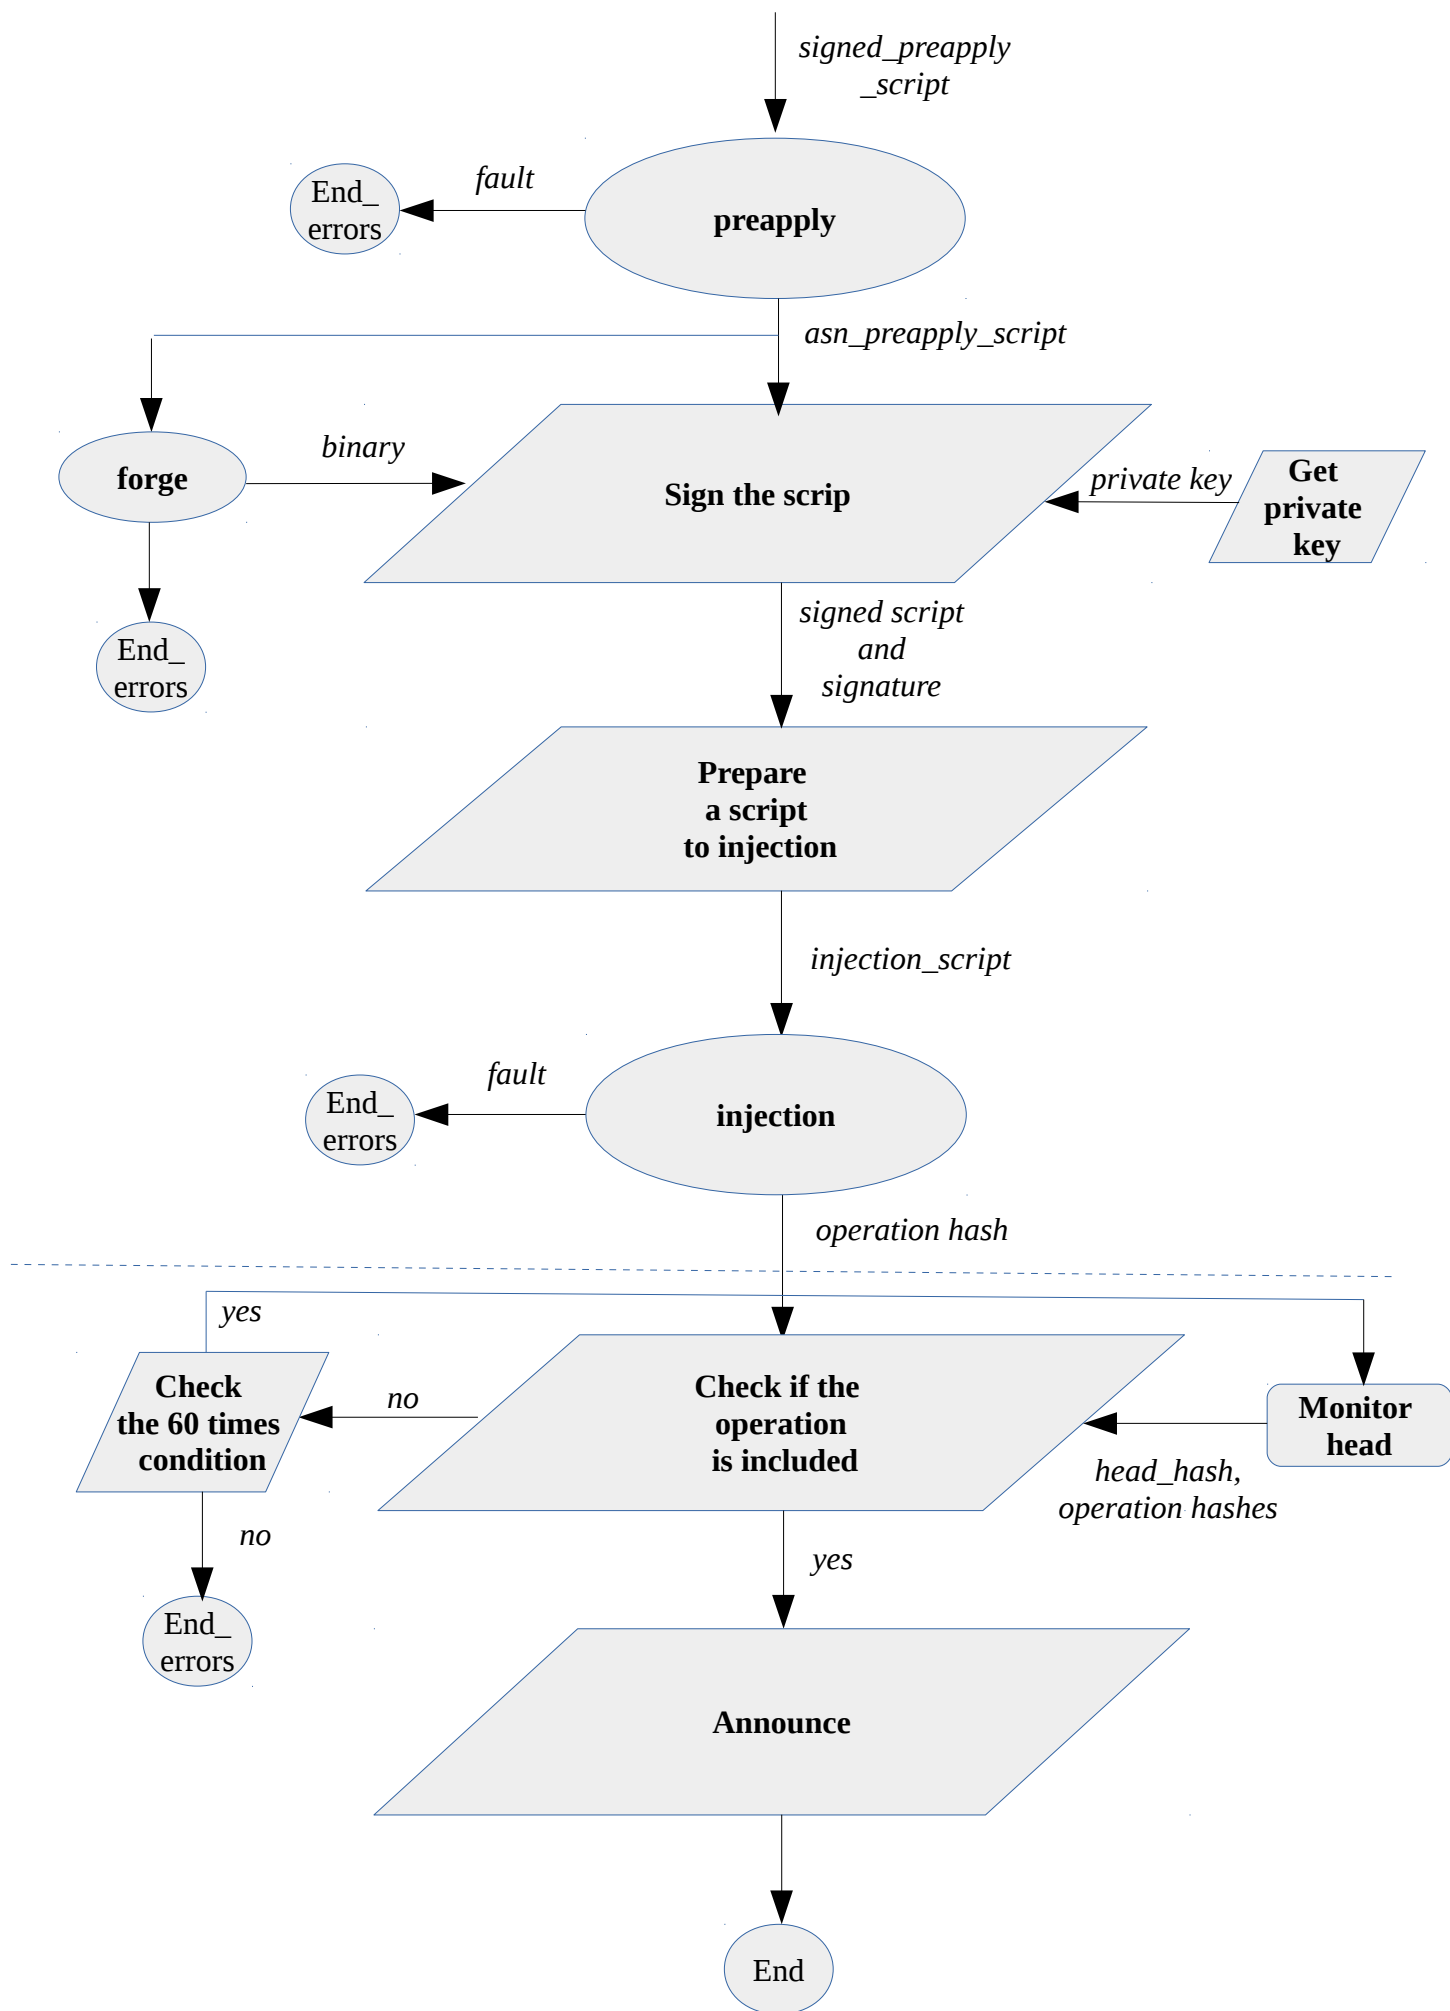 signed_preapply
_script
End_
errors
fault
preapply
asn_preapply_script
forge
binary
Sign the scrip
private key
Get
private
key
End_
errors
signed script
and
signature
Prepare
a script
to injection
injection_script
End_
errors
fault
injection
operation hash
yes
Check
the 60 times
condition
no
Check if the
operation
is included
Monitor
head
head_hash,
operation hashes
no
yes
End_
errors
Announce
End